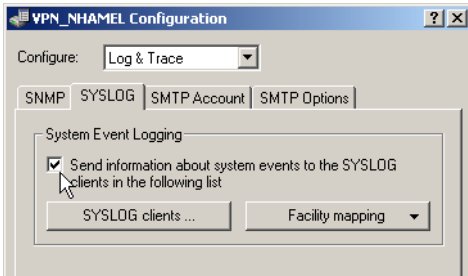 VPN_NHAMEL Configuration
Configure: Log & Trace
SNMP SYSLOG SMTP Account SMTP Options
System Event Logging
Send information about system events to the SYSLOG
clients in the following list
SYSLOG clients ... Facility mapping